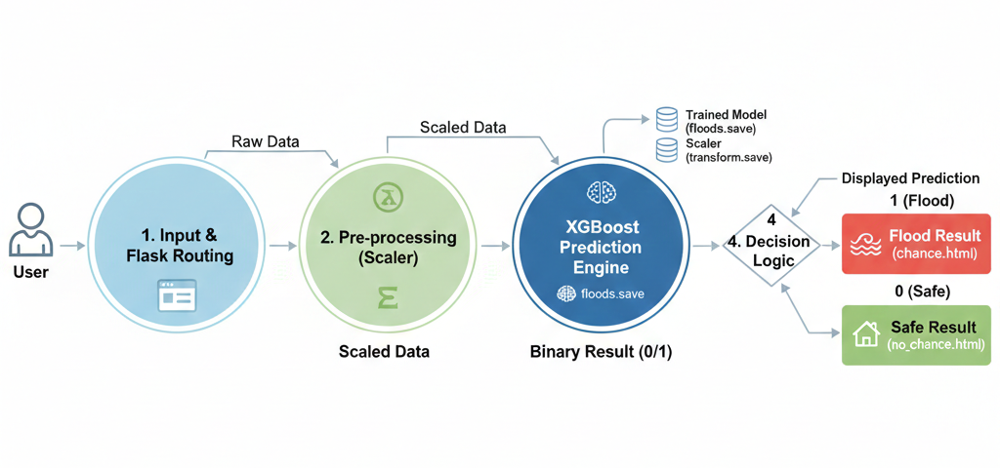 Raw Data
Scaled Data
Trained Model
(floods.save)
Scaler
(transform.save)
User
1. Input &
Flask Routing
2. Pre-processing
(Scaler)
Scaled Data
XGBoost
Prediction
Engine
floods.save
Binary Result (0/1)
4
4. Decision
Logic
Displayed Prediction
1 (Flood)
Flood Result
(chance.html)
0 (Safe)
Safe Result
(no_chance.html)